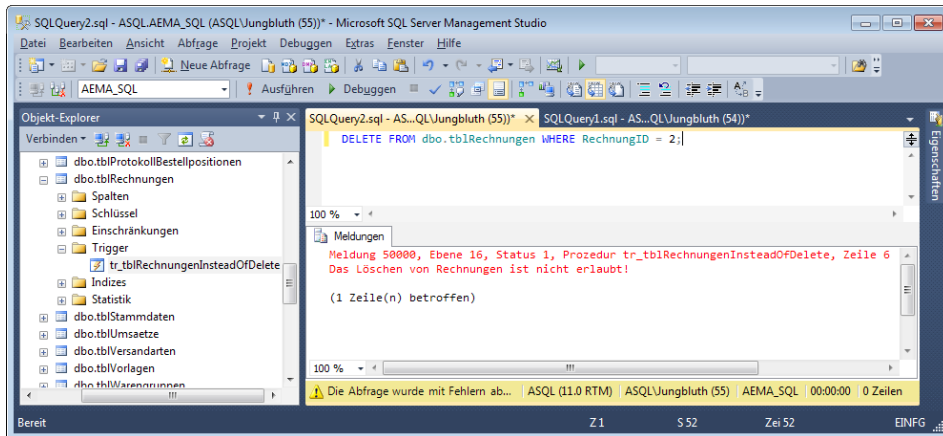 SQLQuery2.sql - ASQL.AEMA_SQL (ASQL\Jungbluth (55))* - Microsoft SQL Server Management Studio
Datei Bearbeiten Ansicht Abfrage Projekt Debuggen Extras Fenster Hilfe
Neue Abfrage
AEMA_SQL Ausführen Debuggen
Objekt-Explorer
Verbinden
dbo.tblProtokollBestellpositionen
dbo.tblRechnungen
Spalten
Schlüssel
Einschränkungen
Trigger
tr_tblRechnungenInsteadOfDelete
Indizes
Statistik
dbo.tblStammdaten
dbo.tblUmsaetze
dbo.tblVersandarten
dbo.tblVorlagen
dbo.tblWarengruppen
SQLQuery2.sql - AS...QL\Jungbluth (55))* SQLQuery1.sql - AS...QL\Jungbluth (54))*
DELETE FROM dbo.tblRechnungen WHERE RechnungID = 2;
100 %
Meldungen
Meldung 50000, Ebene 16, Status 1, Prozedur tr_tblRechnungenInsteadOfDelete, Zeile 6
Das Löschen von Rechnungen ist nicht erlaubt!
(1 Zeile(n) betroffen)
100 %
Die Abfrage wurde mit Fehlern ab... ASQL (11.0 RTM) ASQL\Jungbluth (55) AEMA_SQL 00:00:00 0 Zeilen
Eigenschaften
Bereit Z 1 S 52 Zei 52 EINFG